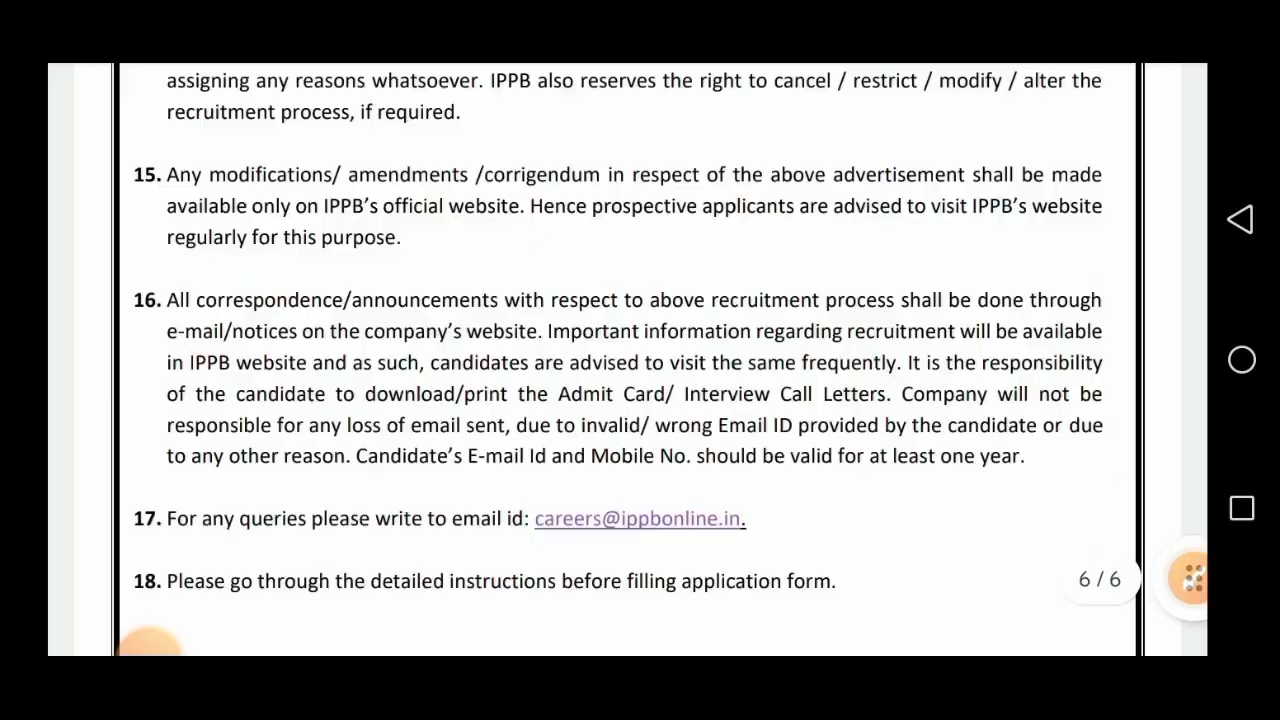 assigning any reasons whatsoever. IPPB also reserves the right to cancel / restrict / modify / alter the
recruitment process, if required.
15. Any modifications/ amendments /corrigendum in respect of the above advertisement shall be made
available only on IPPB’s official website. Hence prospective applicants are advised to visit IPPB’s website
regularly for this purpose.
16. All correspondence/announcements with respect to above recruitment process shall be done through
e-mail/notices on the company’s website. Important information regarding recruitment will be available
in IPPB website and as such, candidates are advised to visit the same frequently. It is the responsibility
of the candidate to download/print the Admit Card/ Interview Call Letters. Company will not be
responsible for any loss of email sent, due to invalid/ wrong Email ID provided by the candidate or due
to any other reason. Candidate’s E-mail Id and Mobile No. should be valid for at least one year.
17. For any queries please write to email id: careers@ippbonline.in.
18. Please go through the detailed instructions before filling application form.
6 / 6